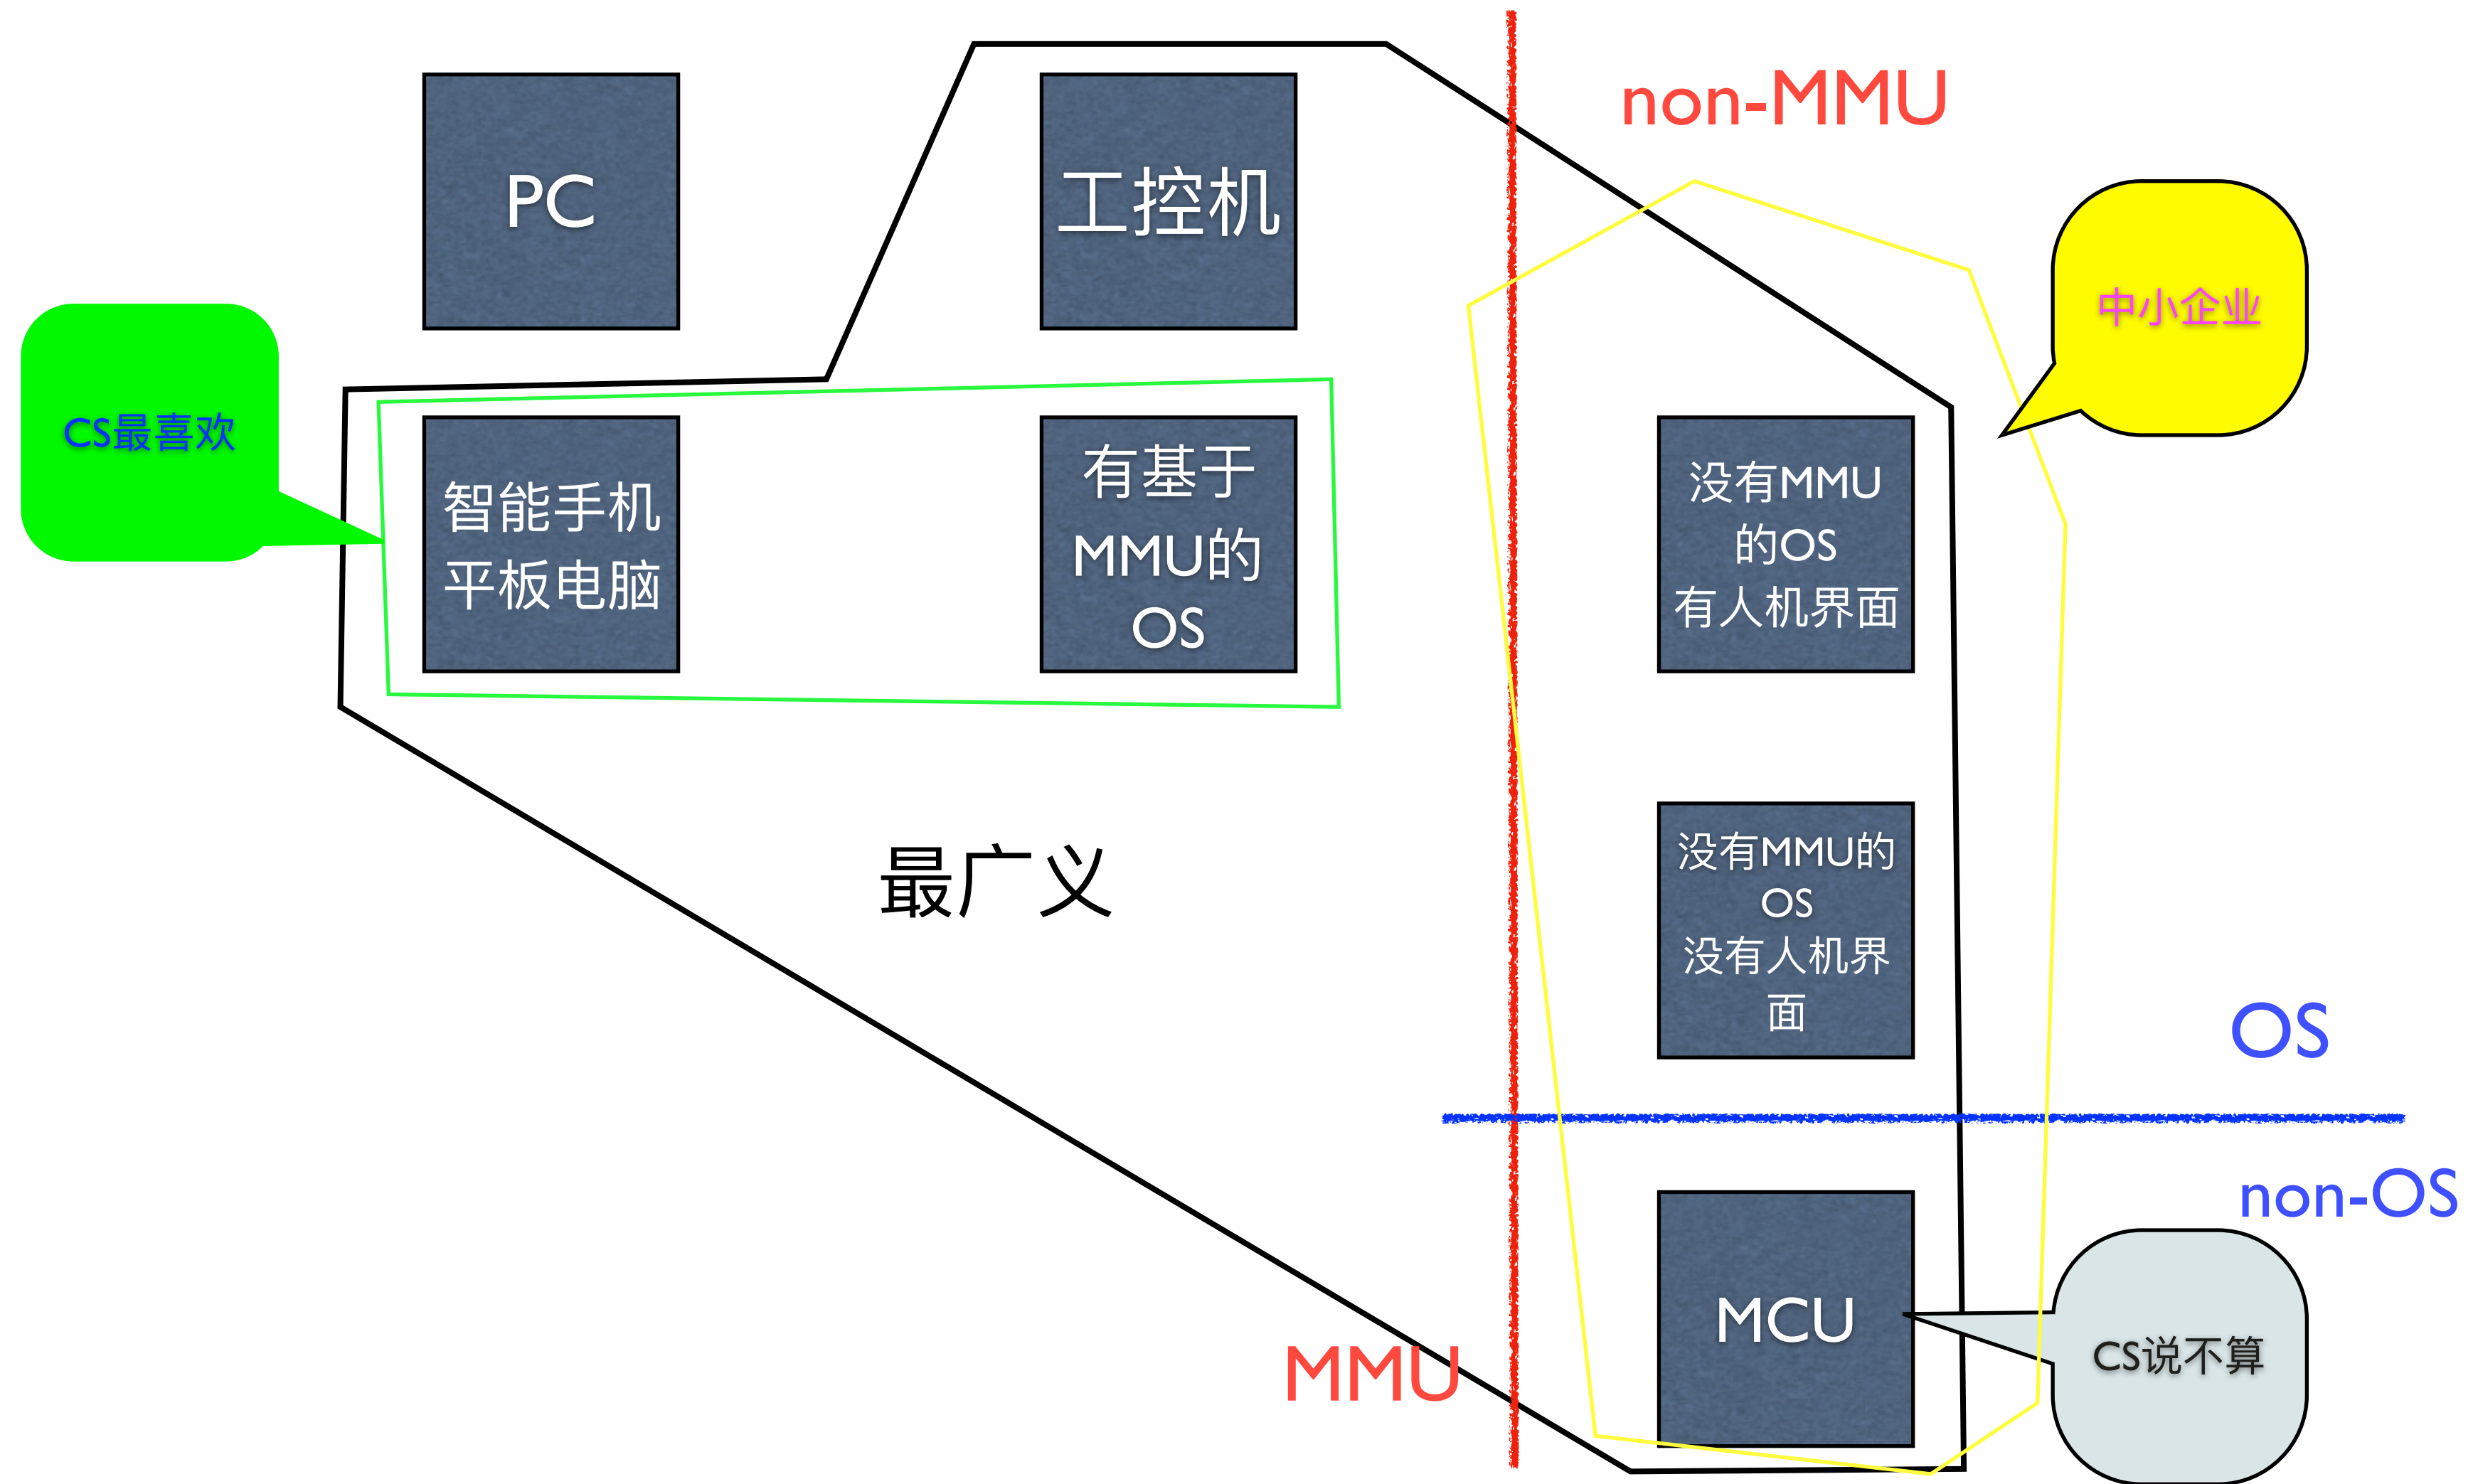 non-MMU
PC
工控机
中小企业
CS最喜欢
智能手机
平板电脑
有基于
MMU的
OS
没有MMU
的OS
有人机界面
最广义
没有MMU的
OS
没有人机界
面
OS
non-OS
MCU
MMU
CS说不算